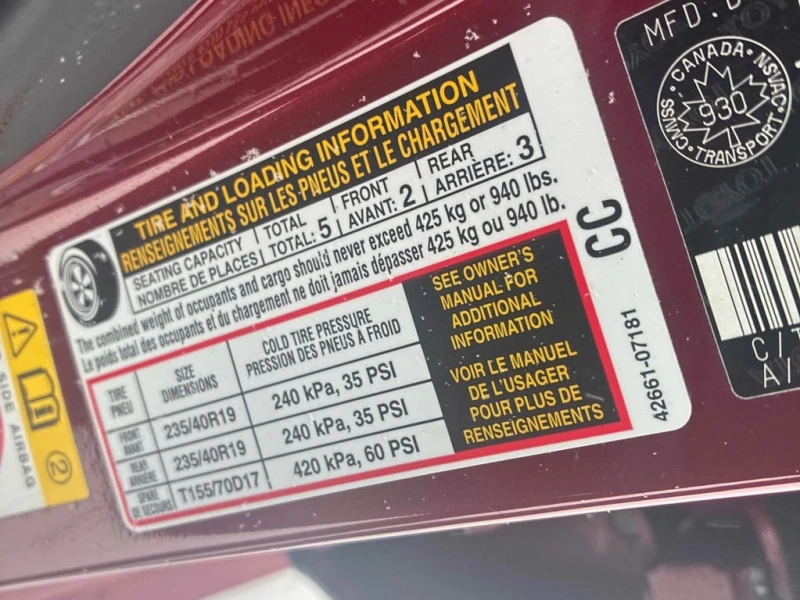 TIRE AND LOADING INFORMATION
RENSEIGNEMENTS SUR LES PNEUS ET LE CHARGEMENT
SEATING CAPACITY TOTAL FRONT REAR
NOMBRE DE PLACES TOTAL: 5 AVANT: 2 ARRIÈRE: 3
The combined weight of occupants and cargo should never exceed 425 kg or 940 lbs.
Le poids total des occupants et du chargement ne doit jamais dépasser 425 kg ou 940 lb.
TIRE SIZE COLD TIRE PRESSURE
PNEU DIMENSIONS PRESSION DES PNEUS À FROID
FRONT
AVANT 235/40R19 240 kPa, 35 PSI
REAR
ARRIÈRE 235/40R19 240 kPa, 35 PSI
SPARE
DE SECOURS T155/70D17 420 kPa, 60 PSI
SEE OWNER'S
MANUAL FOR
ADDITIONAL
INFORMATION
VOIR LE MANUEL
DE L'USAGER
POUR PLUS DE
RENSEIGNEMENTS
CC
42661-07181
MFD.
CANADA
930
NSVAC
TRANSPORT
CNVSS
C/T
A/
SIDE AIRBAG
2